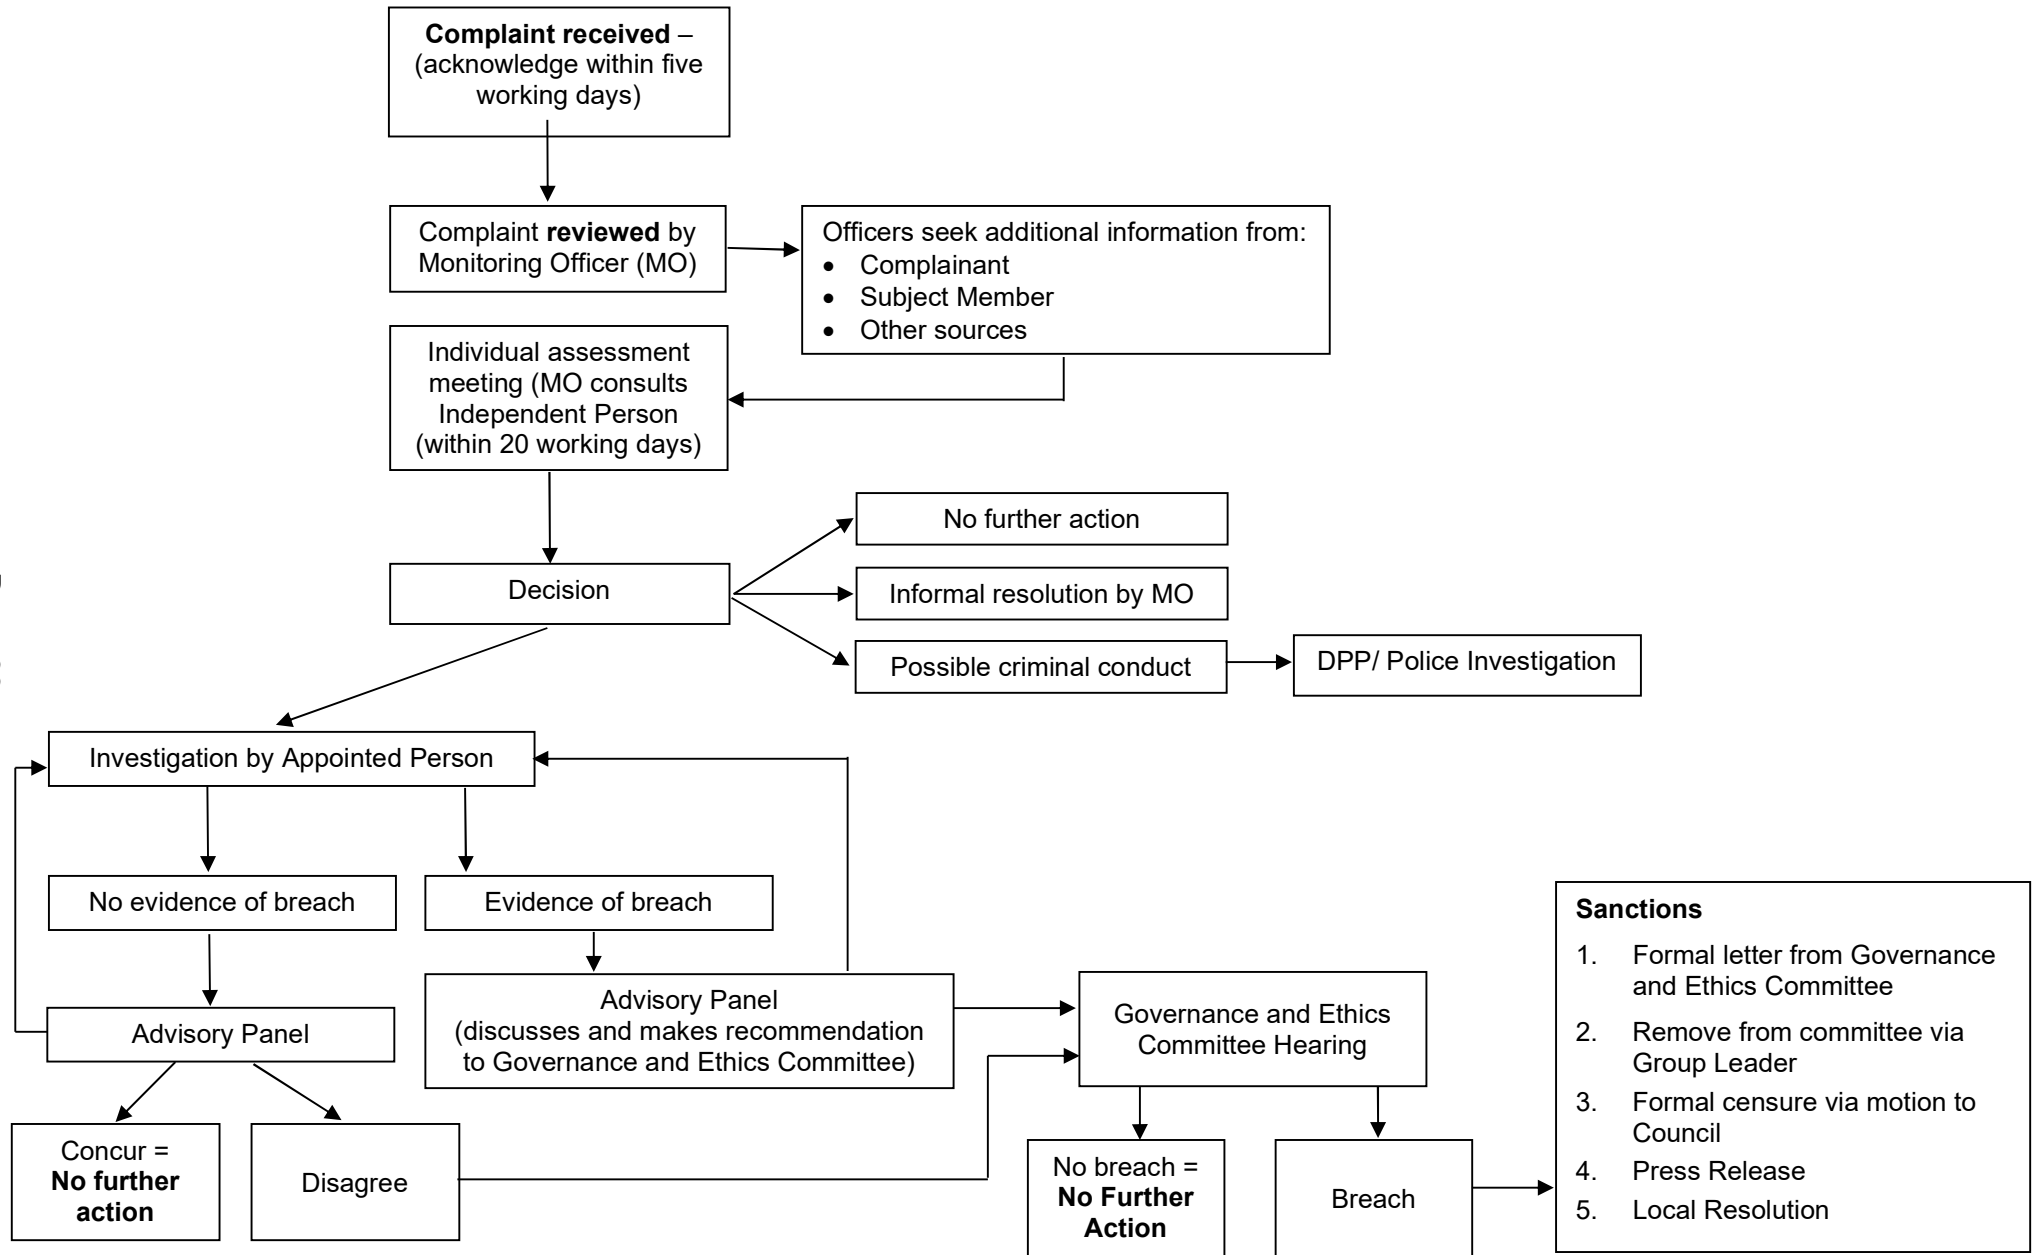 Complaint received –
(acknowledge within five
working days)
Complaint reviewed by
Monitoring Officer (MO)
Officers seek additional information from:
• Complainant
• Subject Member
• Other sources
Individual assessment
meeting (MO consults
Independent Person
(within 20 working days)
No further action
Decision
Informal resolution by MO
Possible criminal conduct
DPP/ Police Investigation
Investigation by Appointed Person
No evidence of breach
Evidence of breach
Advisory Panel
Advisory Panel
(discusses and makes recommendation
to Governance and Ethics Committee)
Governance and Ethics
Committee Hearing
Concur =
No further
action
Disagree
No breach =
No Further
Action
Breach
Sanctions
1. Formal letter from Governance
and Ethics Committee
2. Remove from committee via
Group Leader
3. Formal censure via motion to
Council
4. Press Release
5. Local Resolution